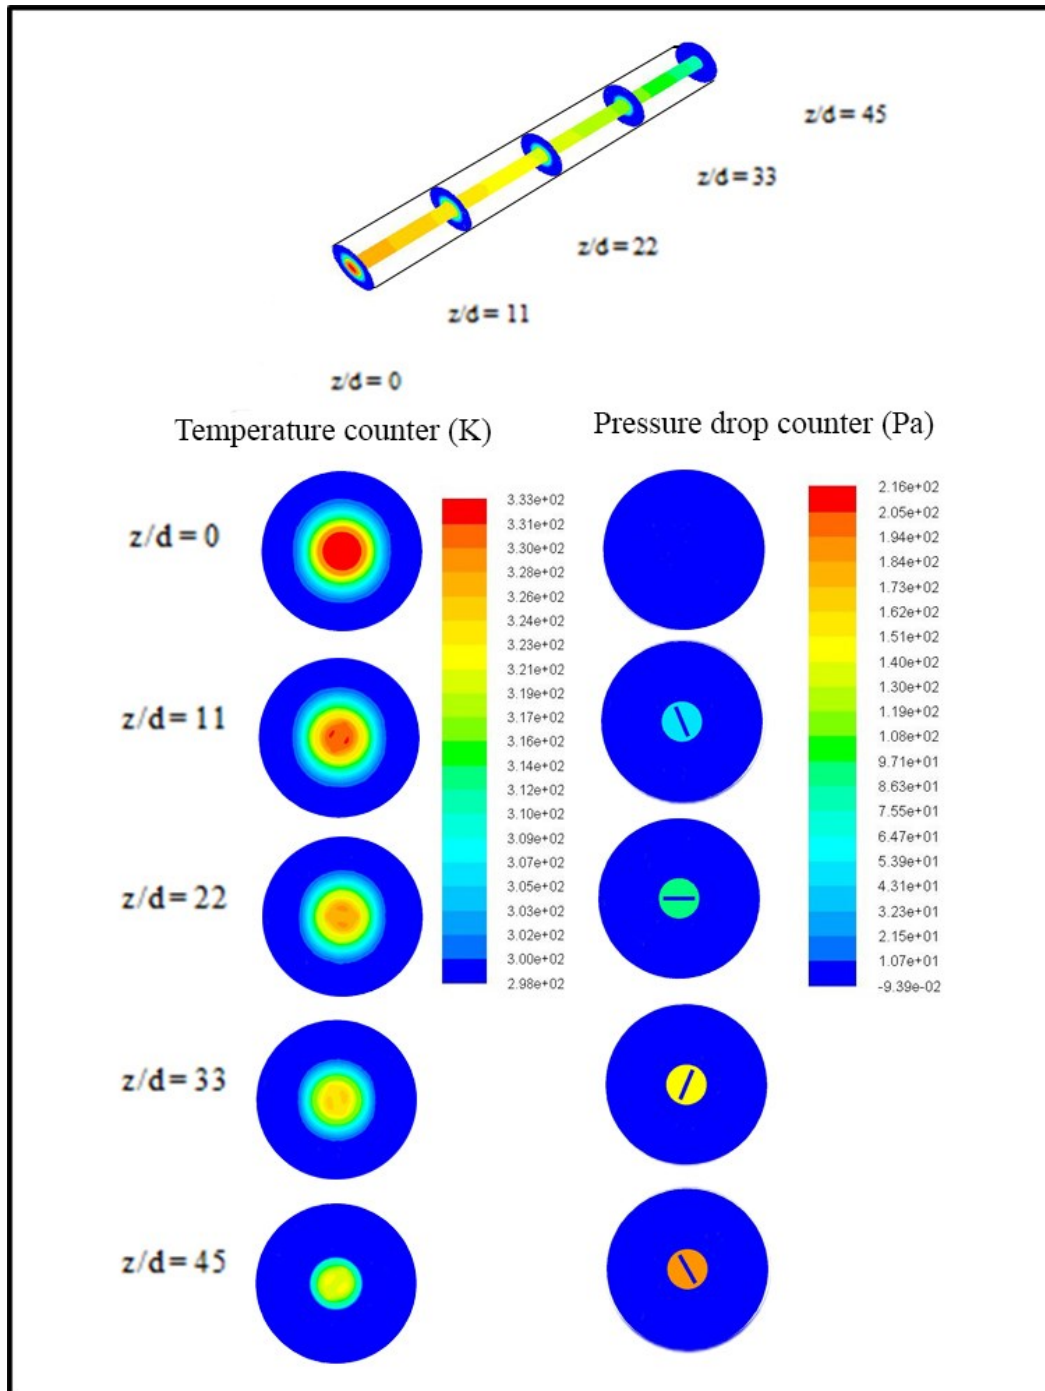 z/d = 45
z/d = 33
z/d = 22
z/d = 11
z/d = 0
Temperature counter (K)
Pressure drop counter (Pa)
z/d = 0
z/d = 11
z/d = 22
z/d = 33
z/d = 45
3.33e+02
3.31e+02
3.30e+02
3.28e+02
3.26e+02
3.24e+02
3.23e+02
3.21e+02
3.19e+02
3.17e+02
3.16e+02
3.14e+02
3.12e+02
3.10e+02
3.09e+02
3.07e+02
3.05e+02
3.03e+02
3.02e+02
3.00e+02
2.98e+02
2.16e+02
2.05e+02
1.94e+02
1.84e+02
1.73e+02
1.62e+02
1.51e+02
1.40e+02
1.30e+02
1.19e+02
1.08e+02
9.71e+01
8.63e+01
7.55e+01
6.47e+01
5.39e+01
4.31e+01
3.23e+01
2.15e+01
1.07e+01
-9.39e-02